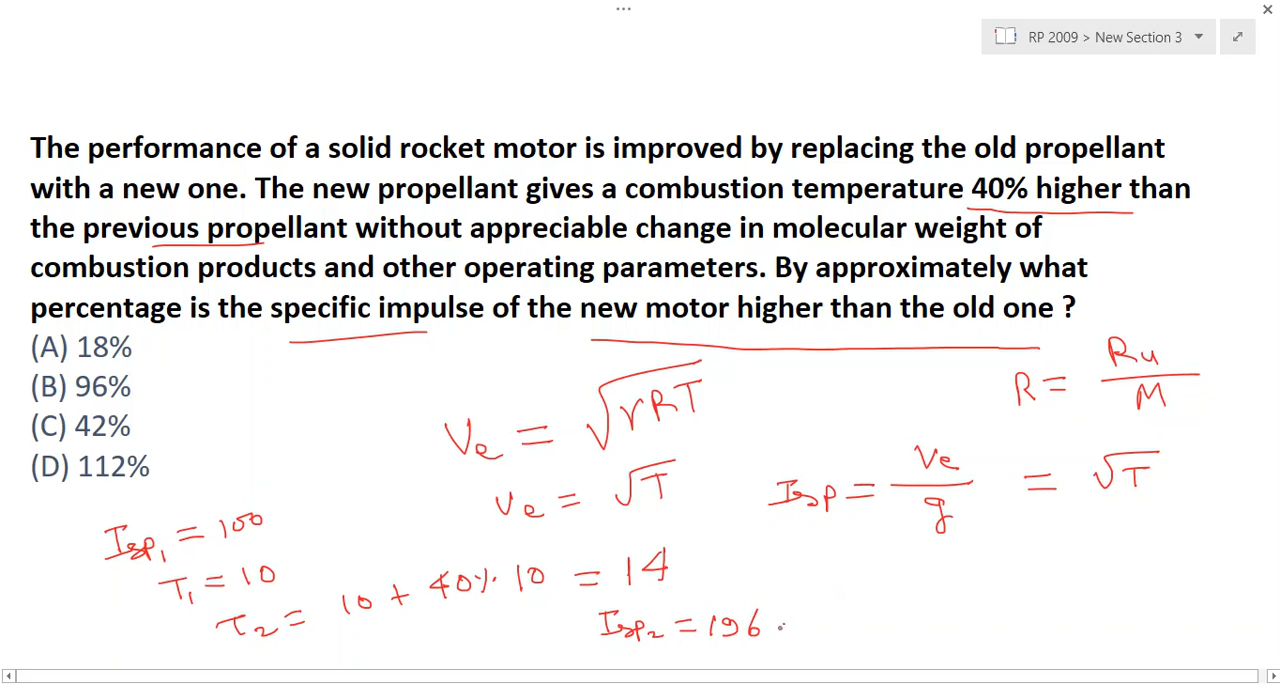 RP 2009 > New Section 3
The performance of a solid rocket motor is improved by replacing the old propellant
with a new one. The new propellant gives a combustion temperature 40% higher than
the previous propellant without appreciable change in molecular weight of
combustion products and other operating parameters. By approximately what
percentage is the specific impulse of the new motor higher than the old one ?
(A) 18%
(B) 96%
(C) 42%
(D) 112%
R = Ru / M
Ve = √γRT
Ve = √T
Isp = Ve / g = √T
Isp₁ = 100
T₁ = 10
T₂ = 10 + 40% 10 = 14
Isp₂ = 196